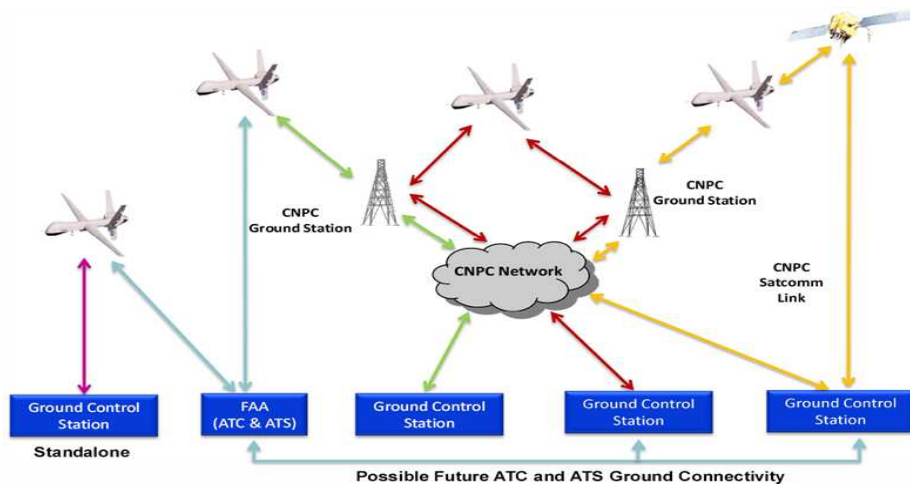 CNPC
Ground Station
CNPC
Ground Station
CNPC Network
CNPC
Satcomm
Link
Ground Control
Station
FAA
(ATC & ATS)
Ground Control
Station
Ground Control
Station
Ground Control
Station
Standalone
Possible Future ATC and ATS Ground Connectivity